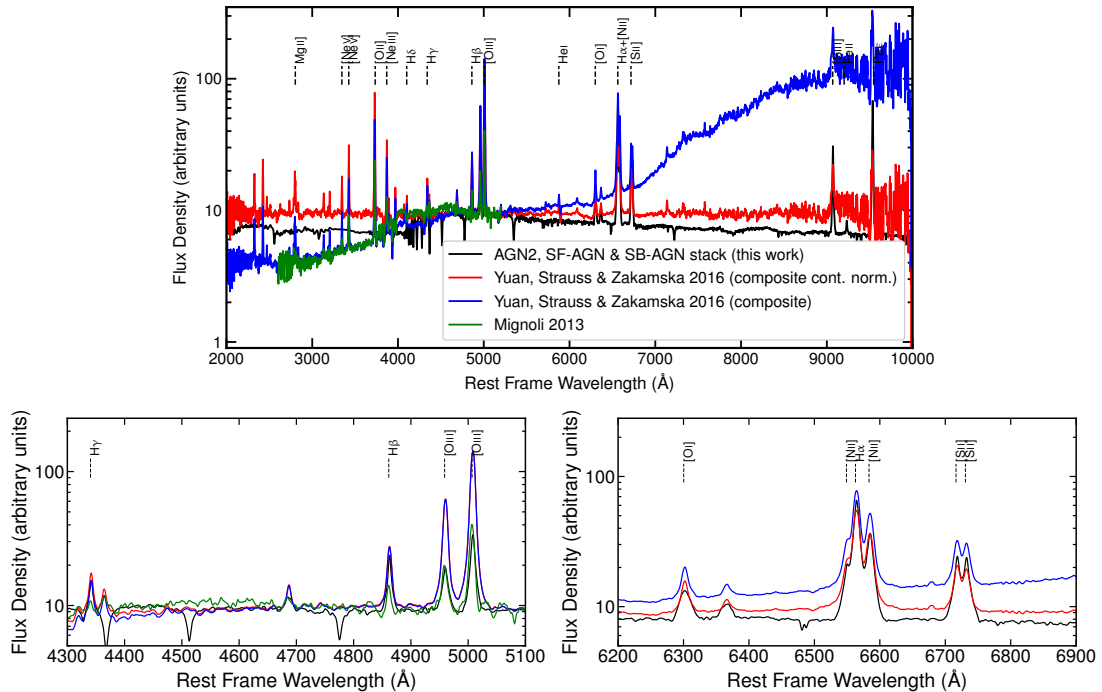 Flux Density (arbitrary units)
100
10
1
MgII]
[NeV]
[NeV]
[OII]
[NeIII]
Hδ
Hγ
Hβ
[OIII]
HeI
[OI]
Hα+[NII]
[SII]
AGN2, SF-AGN & SB-AGN stack (this work)
Yuan, Strauss & Zakamska 2016 (composite cont. norm.)
Yuan, Strauss & Zakamska 2016 (composite)
Mignoli 2013
2000 3000 4000 5000 6000 7000 8000 9000 10000
Rest Frame Wavelength (Å)
Flux Density (arbitrary units)
100
10
Hγ
Hβ
[OIII]
[OIII]
4300 4400 4500 4600 4700 4800 4900 5000 5100
Rest Frame Wavelength (Å)
Flux Density (arbitrary units)
100
10
[OI]
[NII]
Hα
[NII]
[SII]
[SII]
6200 6300 6400 6500 6600 6700 6800 6900
Rest Frame Wavelength (Å)